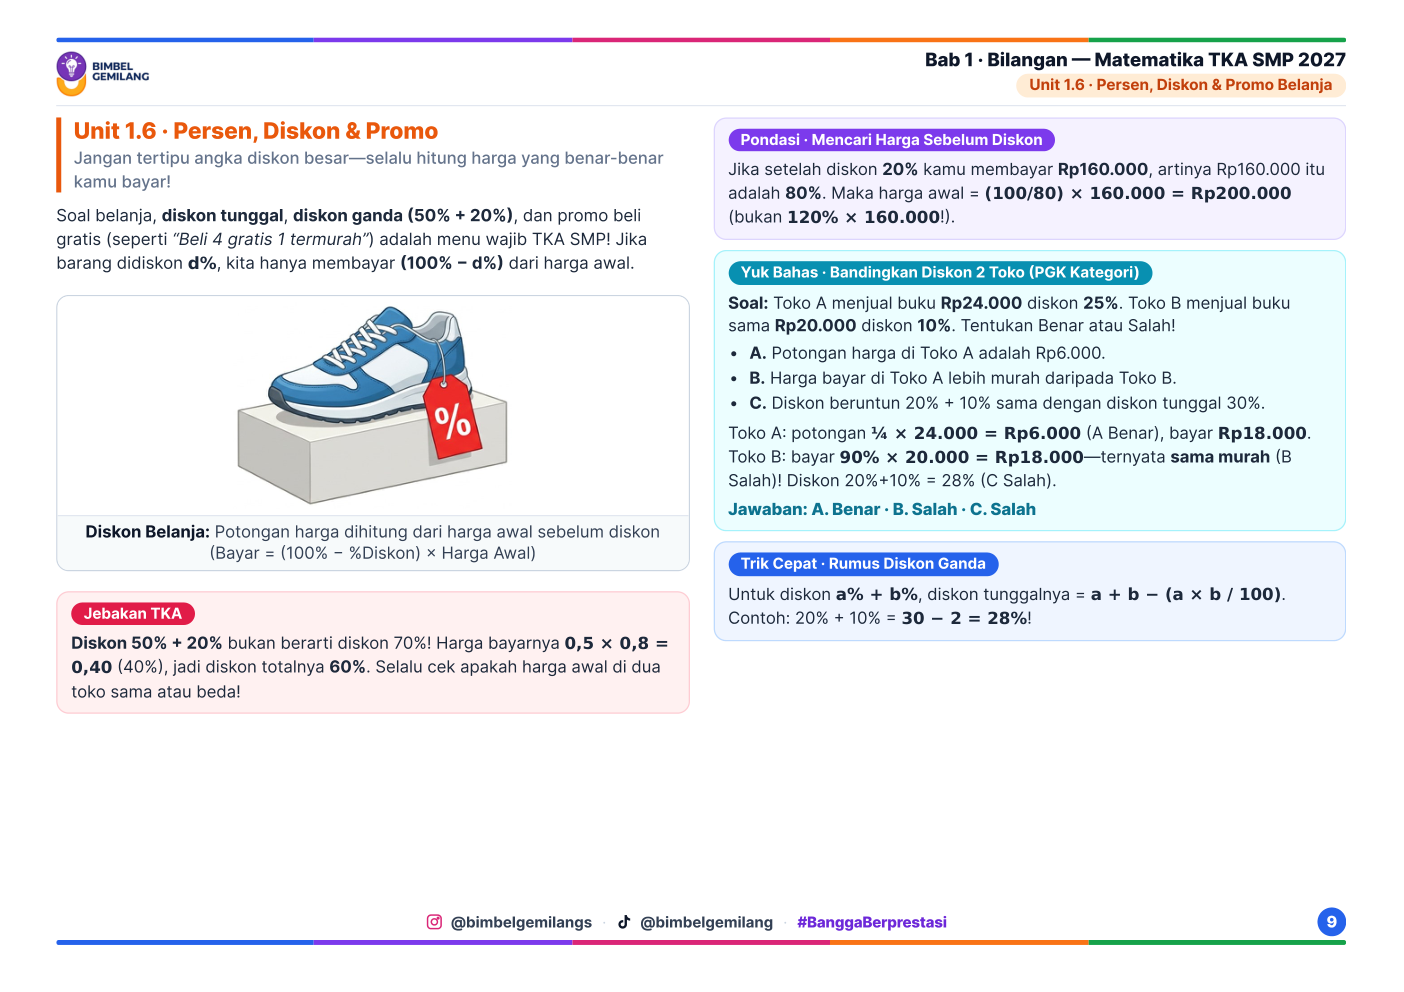 BIMBEL
GEMILANG
Bab 1 · Bilangan — Matematika TKA SMP 2027
Unit 1.6 · Persen, Diskon & Promo Belanja
Unit 1.6 · Persen, Diskon & Promo
Jangan tertipu angka diskon besar—selalu hitung harga yang benar-benar
kamu bayar!
Soal belanja, diskon tunggal, diskon ganda (50% + 20%), dan promo beli
gratis (seperti “Beli 4 gratis 1 termurah”) adalah menu wajib TKA SMP! Jika
barang didiskon d%, kita hanya membayar (100% − d%) dari harga awal.
%
Diskon Belanja: Potongan harga dihitung dari harga awal sebelum diskon
(Bayar = (100% − %Diskon) × Harga Awal)
Jebakan TKA
Diskon 50% + 20% bukan berarti diskon 70%! Harga bayarnya 0,5 × 0,8 =
0,40 (40%), jadi diskon totalnya 60%. Selalu cek apakah harga awal di dua
toko sama atau beda!
Pondasi · Mencari Harga Sebelum Diskon
Jika setelah diskon 20% kamu membayar Rp160.000, artinya Rp160.000 itu
adalah 80%. Maka harga awal = (100/80) × 160.000 = Rp200.000
(bukan 120% × 160.000!).
Yuk Bahas · Bandingkan Diskon 2 Toko (PGK Kategori)
Soal: Toko A menjual buku Rp24.000 diskon 25%. Toko B menjual buku
sama Rp20.000 diskon 10%. Tentukan Benar atau Salah!
• A. Potongan harga di Toko A adalah Rp6.000.
• B. Harga bayar di Toko A lebih murah daripada Toko B.
• C. Diskon beruntun 20% + 10% sama dengan diskon tunggal 30%.
Toko A: potongan ¼ × 24.000 = Rp6.000 (A Benar), bayar Rp18.000.
Toko B: bayar 90% × 20.000 = Rp18.000—ternyata sama murah (B
Salah)! Diskon 20%+10% = 28% (C Salah).
Jawaban: A. Benar · B. Salah · C. Salah
Trik Cepat · Rumus Diskon Ganda
Untuk diskon a% + b%, diskon tunggalnya = a + b − (a × b / 100).
Contoh: 20% + 10% = 30 − 2 = 28%!
@bimbelgemilangs · @bimbelgemilang · #BanggaBerprestasi
9